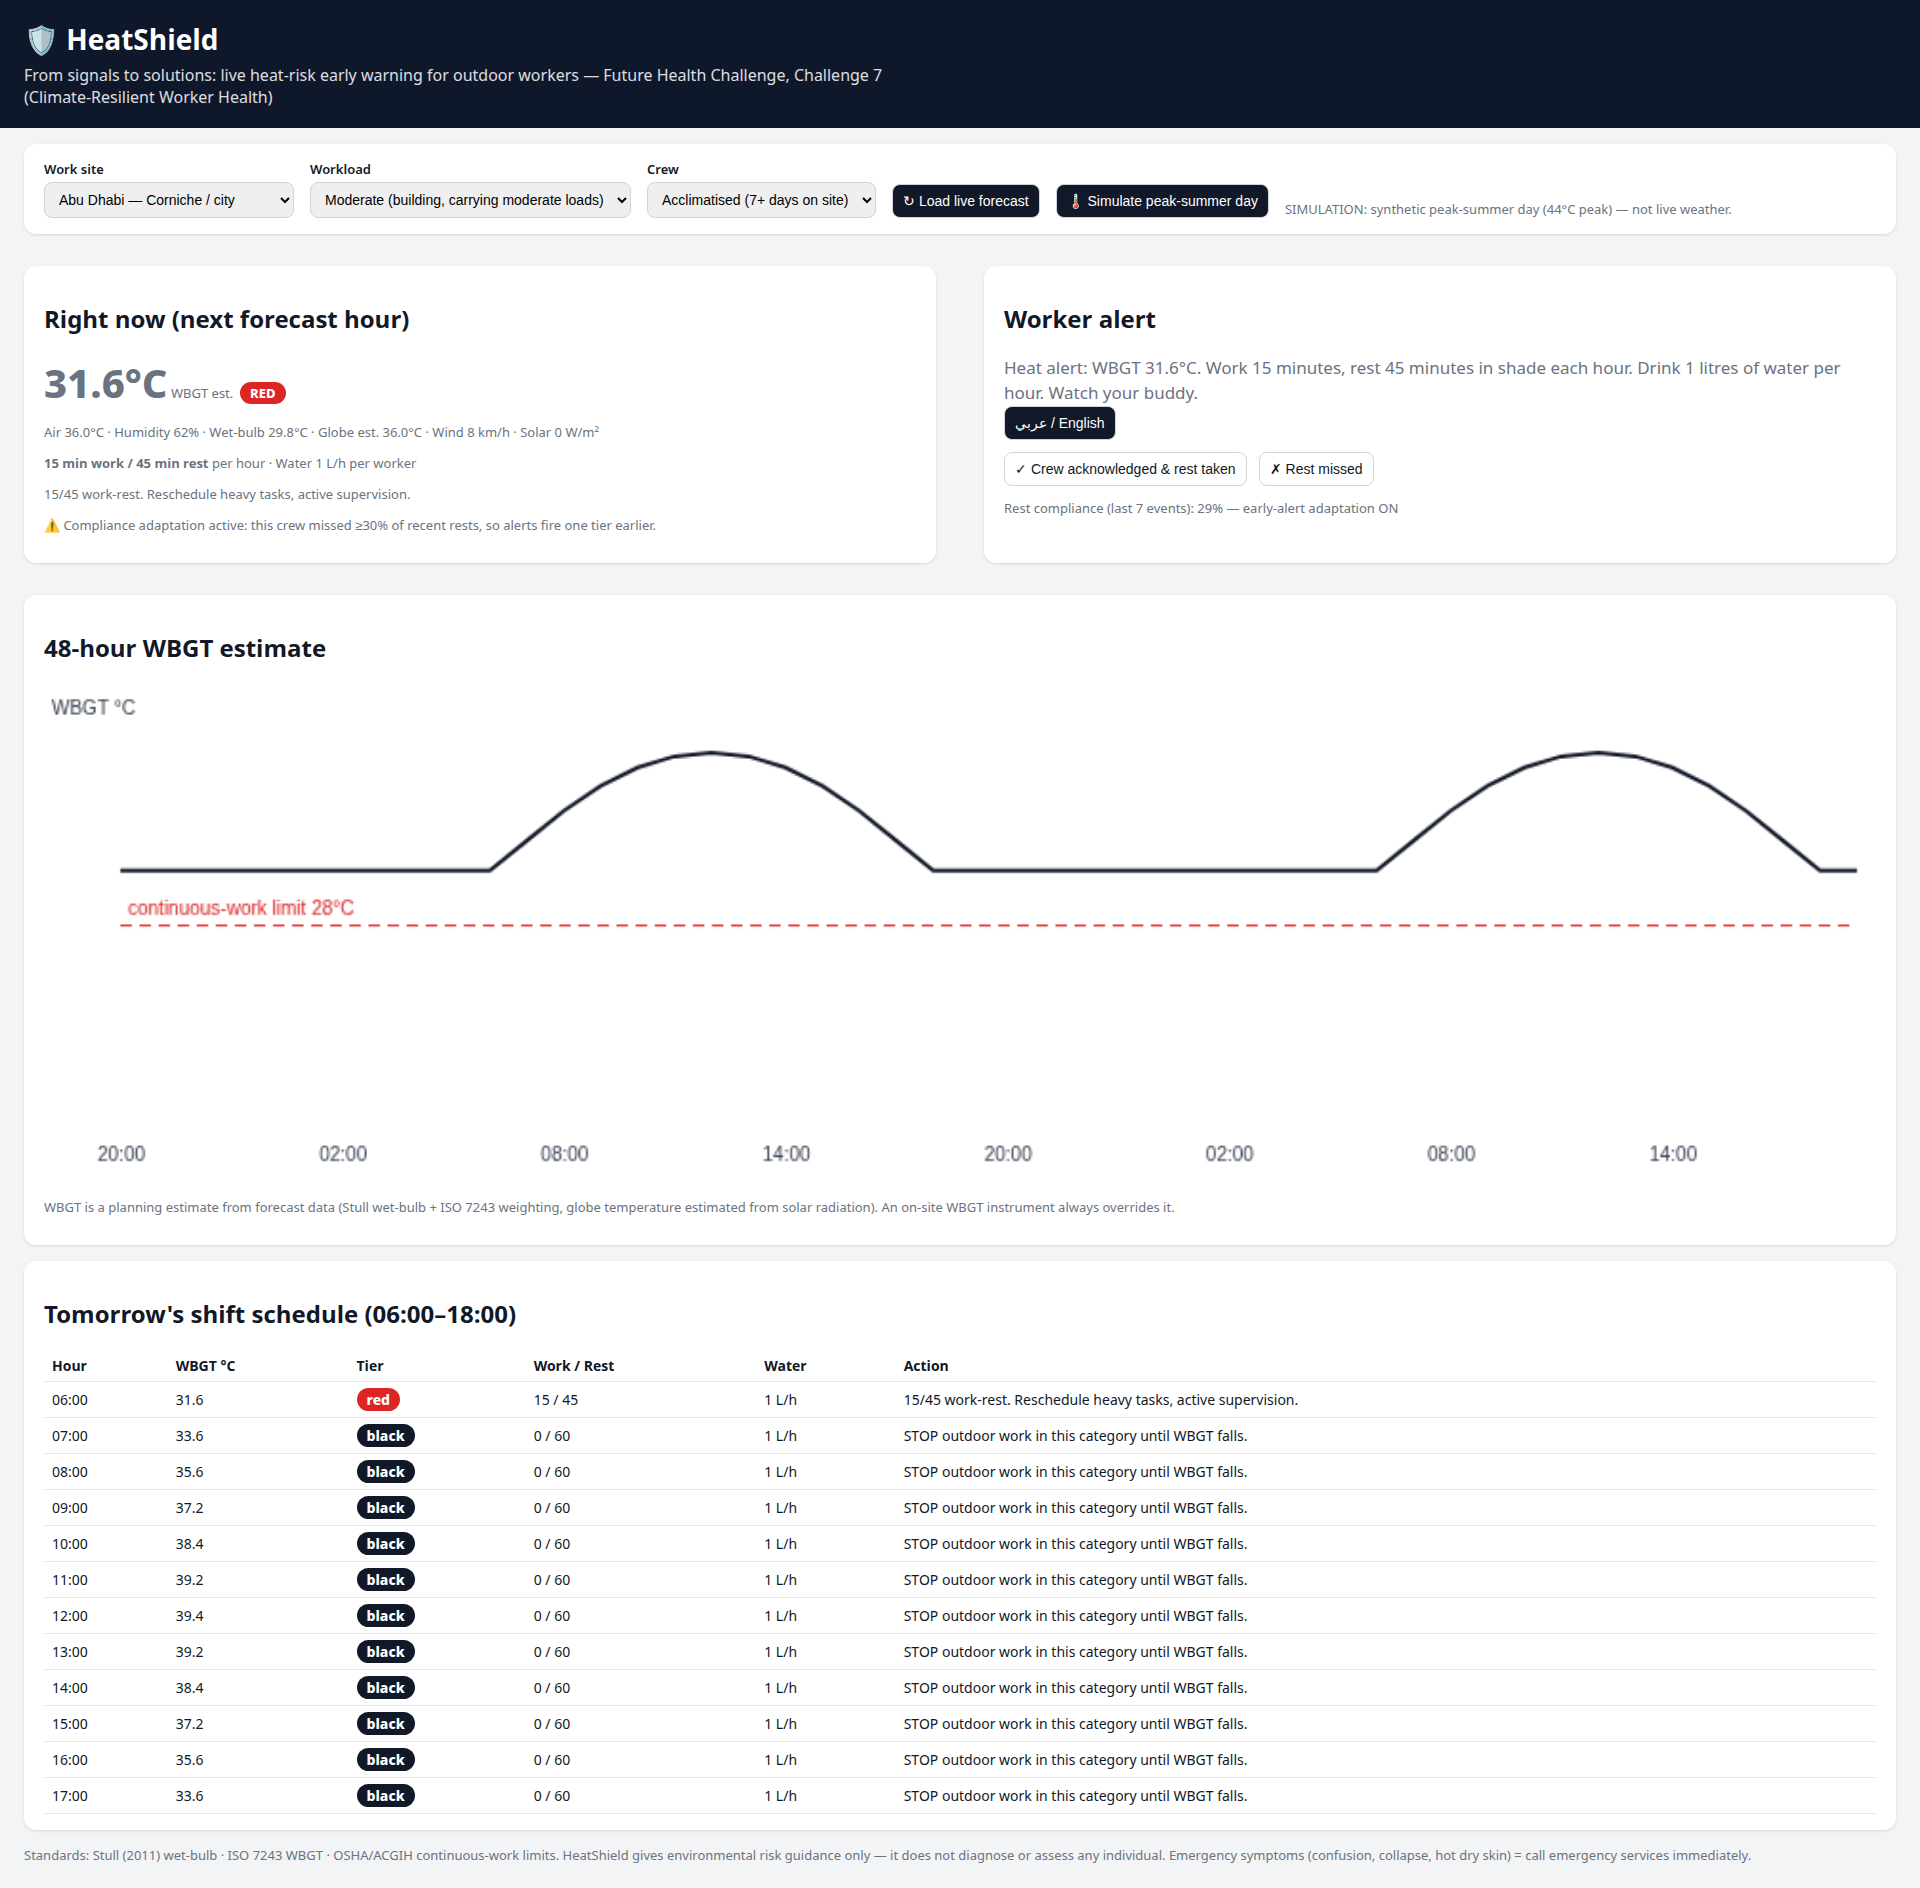 🛡️ HeatShield
From signals to solutions: live heat-risk early warning for outdoor workers — Future Health Challenge, Challenge 7
(Climate-Resilient Worker Health)
Work site
Workload
Crew
Abu Dhabi — Corniche / city
Moderate (building, carrying moderate loads)
Acclimatised (7+ days on site)
↻ Load live forecast
🌡️ Simulate peak-summer day
SIMULATION: synthetic peak-summer day (44°C peak) — not live weather.
Right now (next forecast hour)
31.6°C WBGT est. RED
Air 36.0°C · Humidity 62% · Wet-bulb 29.8°C · Globe est. 36.0°C · Wind 8 km/h · Solar 0 W/m²
15 min work / 45 min rest per hour · Water 1 L/h per worker
15/45 work-rest. Reschedule heavy tasks, active supervision.
⚠️ Compliance adaptation active: this crew missed ≥30% of recent rests, so alerts fire one tier earlier.
Worker alert
Heat alert: WBGT 31.6°C. Work 15 minutes, rest 45 minutes in shade each hour. Drink 1 litres of water per
hour. Watch your buddy.
عربي / English
✓ Crew acknowledged & rest taken
✗ Rest missed
Rest compliance (last 7 events): 29% — early-alert adaptation ON
48-hour WBGT estimate
WBGT °C
continuous-work limit 28°C
20:00 02:00 08:00 14:00 20:00 02:00 08:00 14:00
WBGT is a planning estimate from forecast data (Stull wet-bulb + ISO 7243 weighting, globe temperature estimated from solar radiation). An on-site WBGT instrument always overrides it.
Tomorrow's shift schedule (06:00–18:00)
Hour WBGT °C Tier Work / Rest Water Action
06:00 31.6 red 15 / 45 1 L/h 15/45 work-rest. Reschedule heavy tasks, active supervision.
07:00 33.6 black 0 / 60 1 L/h STOP outdoor work in this category until WBGT falls.
08:00 35.6 black 0 / 60 1 L/h STOP outdoor work in this category until WBGT falls.
09:00 37.2 black 0 / 60 1 L/h STOP outdoor work in this category until WBGT falls.
10:00 38.4 black 0 / 60 1 L/h STOP outdoor work in this category until WBGT falls.
11:00 39.2 black 0 / 60 1 L/h STOP outdoor work in this category until WBGT falls.
12:00 39.4 black 0 / 60 1 L/h STOP outdoor work in this category until WBGT falls.
13:00 39.2 black 0 / 60 1 L/h STOP outdoor work in this category until WBGT falls.
14:00 38.4 black 0 / 60 1 L/h STOP outdoor work in this category until WBGT falls.
15:00 37.2 black 0 / 60 1 L/h STOP outdoor work in this category until WBGT falls.
16:00 35.6 black 0 / 60 1 L/h STOP outdoor work in this category until WBGT falls.
17:00 33.6 black 0 / 60 1 L/h STOP outdoor work in this category until WBGT falls.
Standards: Stull (2011) wet-bulb · ISO 7243 WBGT · OSHA/ACGIH continuous-work limits. HeatShield gives environmental risk guidance only — it does not diagnose or assess any individual. Emergency symptoms (confusion, collapse, hot dry skin) = call emergency services immediately.